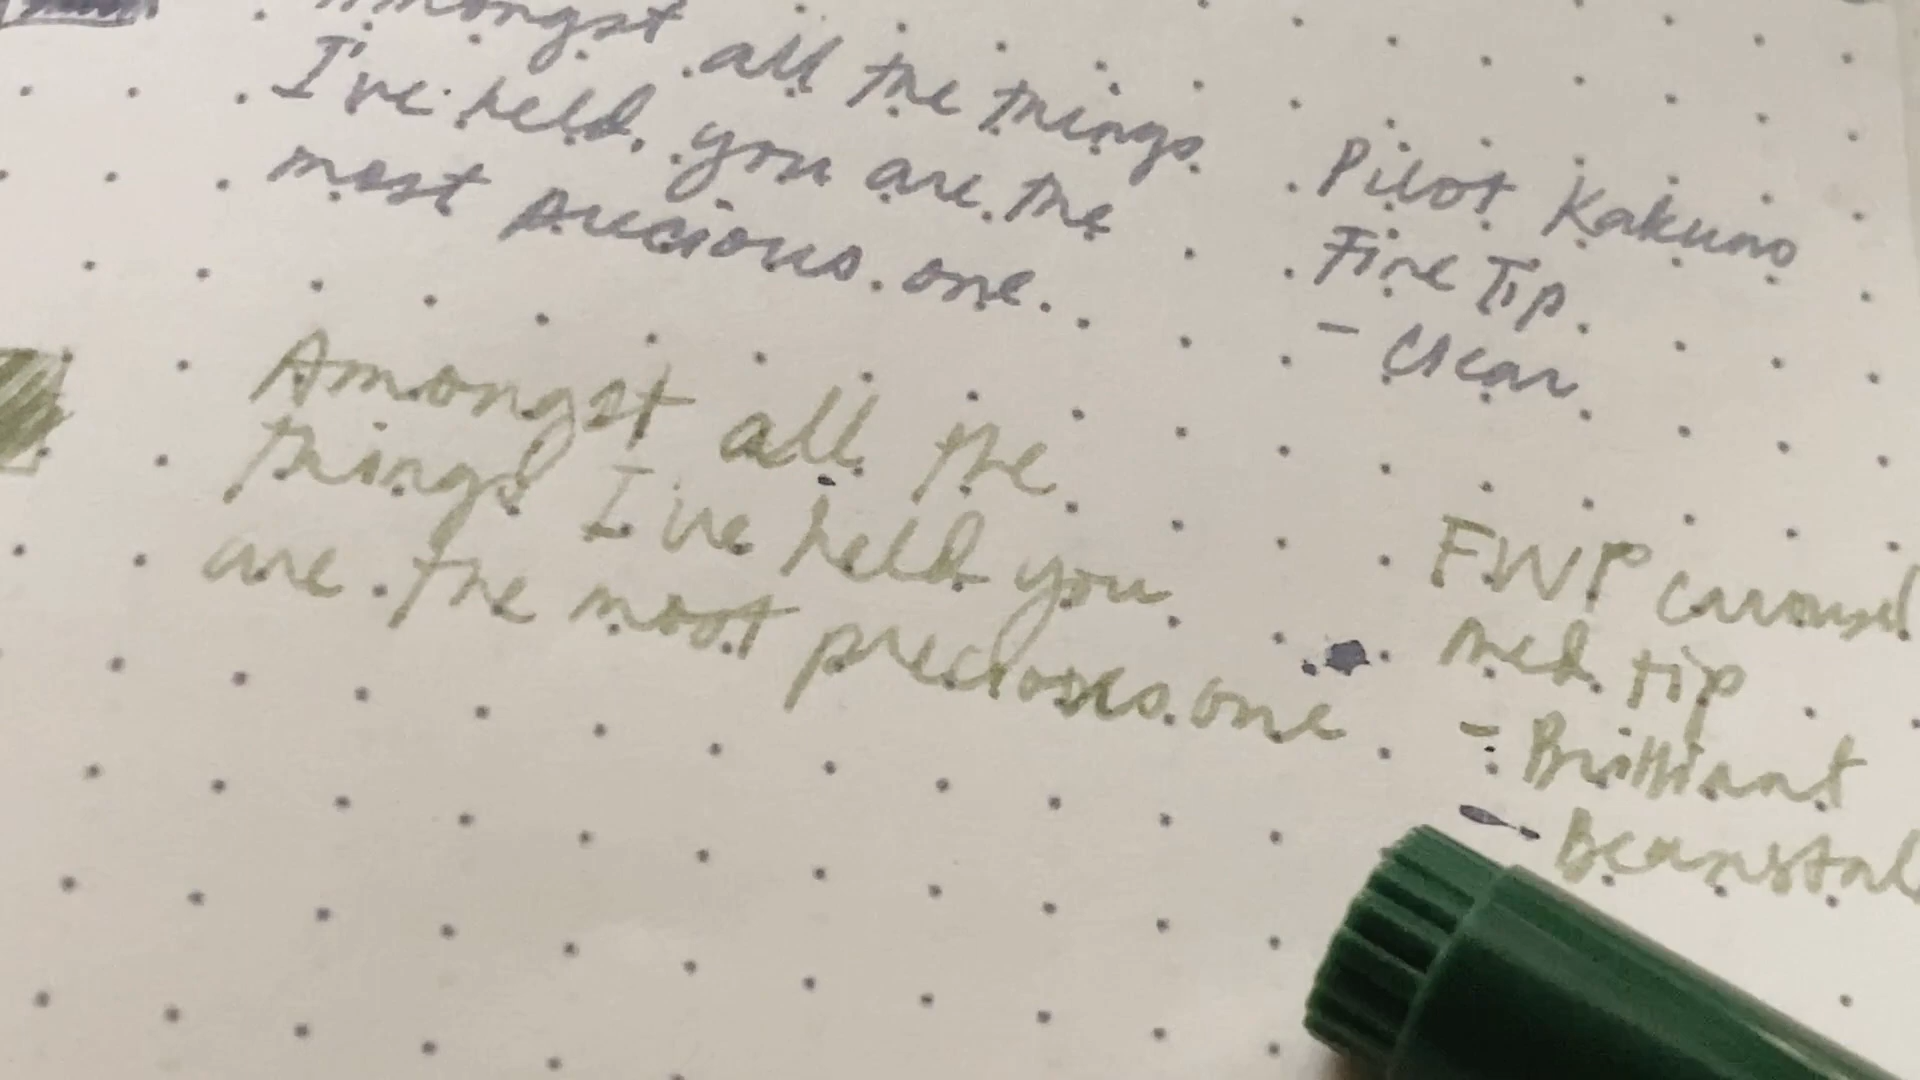 Amongst all the things
I've held, you are the
most precious one.
Pilot Kakuno
Fine Tip
- Clear
Amongst all the
things I've held you
are the most precious one
FWP carousel
med tip
- Brilliant
Beanstal